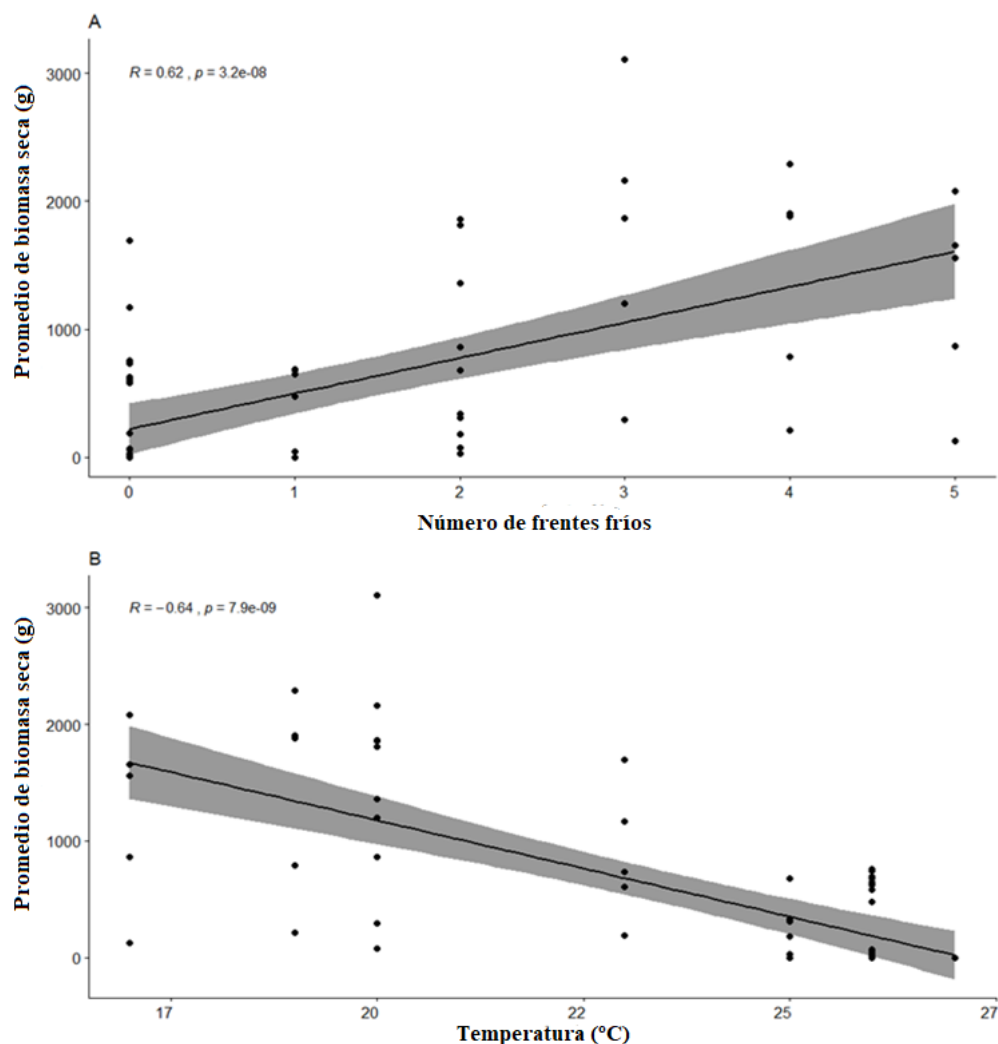 A
R = 0.62 , p = 3.2e-08
Promedio de biomasa seca (g)
3000
2000
1000
0
0 1 2 3 4 5
Número de frentes fríos
B
R = −0.64 , p = 7.9e-09
Promedio de biomasa seca (g)
3000
2000
1000
0
17 20 22 25 27
Temperatura (°C)